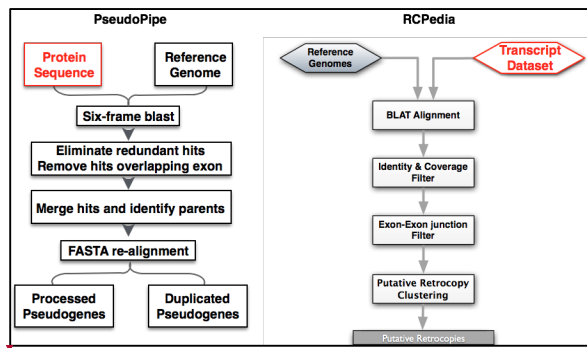 PseudoPipe
Protein
Sequence
Reference
Genome
Six-frame blast
Eliminate redundant hits
Remove hits overlapping exon
Merge hits and identify parents
FASTA re-alignment
Processed
Pseudogenes
Duplicated
Pseudogenes
RCPedia
Reference
Genomes
Transcript
Dataset
BLAT Alignment
Identity & Coverage
Filter
Exon-Exon junction
Filter
Putative Retrocopy
Clustering
Putative Retrocopies